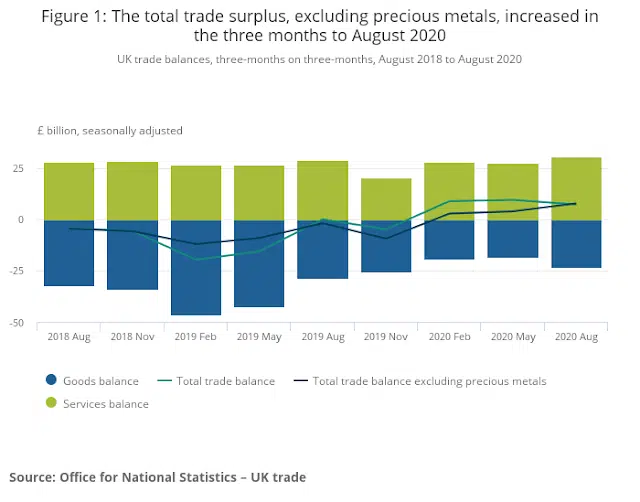 Figure 1: The total trade surplus, excluding precious metals, increased in
the three months to August 2020
UK trade balances, three-months on three-months, August 2018 to August 2020
£ billion, seasonally adjusted
25
0
-25
-50
2018 Aug 2018 Nov 2019 Feb 2019 May 2019 Aug 2019 Nov 2020 Feb 2020 May 2020 Aug
Goods balance Total trade balance Total trade balance excluding precious metals
Services balance
Source: Office for National Statistics – UK trade